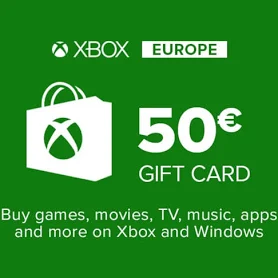 XBOX EUROPE
50€
GIFT CARD
Buy games, movies, TV, music, apps
and more on Xbox and Windows